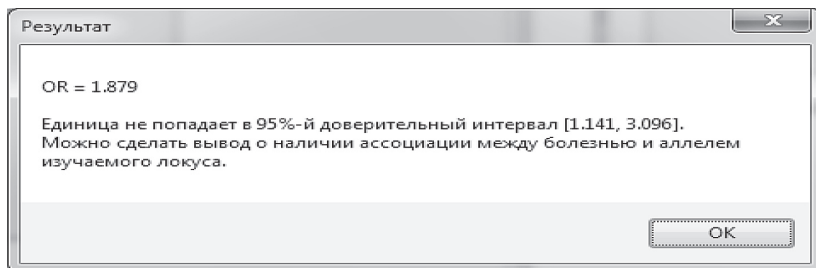 Результат
OR = 1.879
Единица не попадает в 95%-й доверительный интервал [1.141, 3.096].
Можно сделать вывод о наличии ассоциации между болезнью и аллелем
изучаемого локуса.
OK